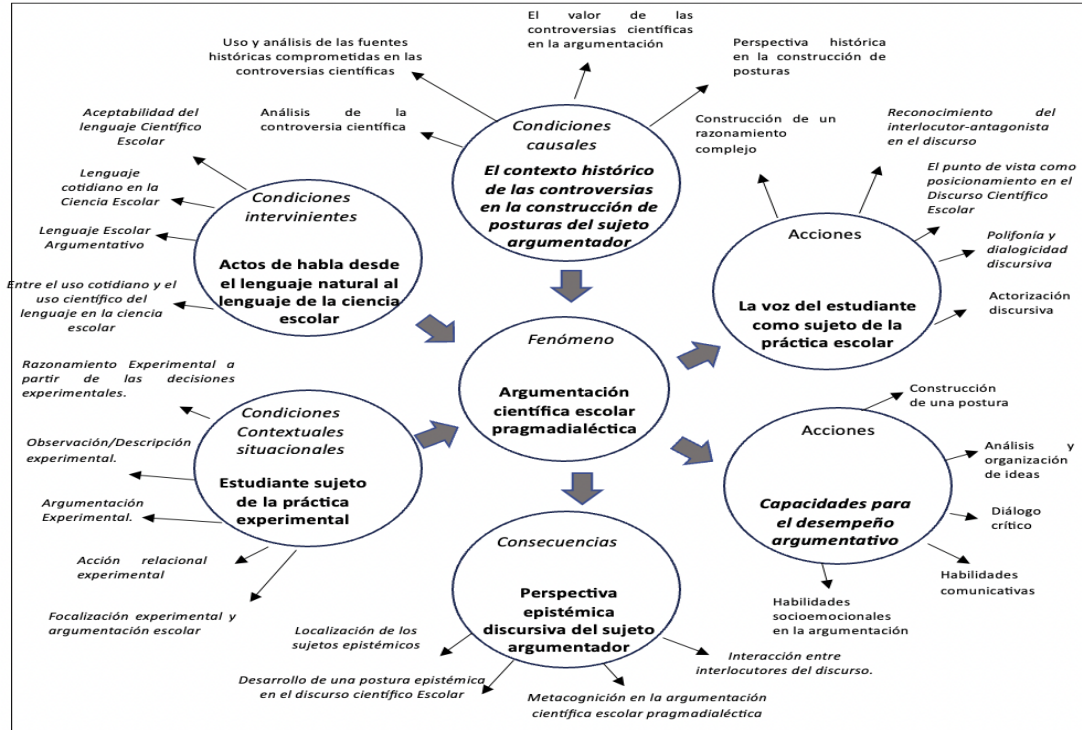 El valor de las
controversias científicas
en la argumentación
Uso y análisis de las fuentes
históricas comprometidas en las
controversias científicas
Perspectiva histórica
en la construcción de
posturas
Análisis de la
controversia científica
Condiciones
causales
El contexto histórico
de las controversias
en la construcción de
posturas del sujeto
argumentador
Aceptabilidad del
lenguaje Científico
Escolar
Lenguaje
cotidiano en la
Ciencia Escolar
Lenguaje Escolar
Argumentativo
Entre el uso cotidiano y el
uso científico del
lenguaje en la ciencia
escolar
Condiciones
intervinientes
Actos de habla desde
el lenguaje natural al
lenguaje de la ciencia
escolar
Construcción de un
razonamiento
complejo
Reconocimiento del
interlocutor-antagonista
en el discurso
El punto de vista como
posicionamiento en el
Discurso Científico
Escolar
Polifonía y
dialogicidad
discursiva
Actorización
discursiva
Acciones
La voz del estudiante
como sujeto de la
práctica escolar
Fenómeno
Argumentación
científica escolar
pragmadialéctica
Razonamiento Experimental a
partir de las decisiones
experimentales.
Observación/Descripción
experimental.
Argumentación
Experimental.
Acción relacional
experimental
Focalización experimental y
argumentación escolar
Condiciones
Contextuales
situacionales
Estudiante sujeto
de la práctica
experimental
Acciones
Capacidades para
el desempeño
argumentativo
Construcción
de una postura
Análisis y
organización
de ideas
Diálogo
crítico
Habilidades
comunicativas
Habilidades
socioemocionales
en la argumentación
Consecuencias
Perspectiva
epistémica
discursiva del sujeto
argumentador
Localización de los
sujetos epistémicos
Desarrollo de una postura epistémica
en el discurso científico Escolar
Metacognición en la argumentación
científica escolar pragmadialéctica
Interacción entre
interlocutores del discurso.